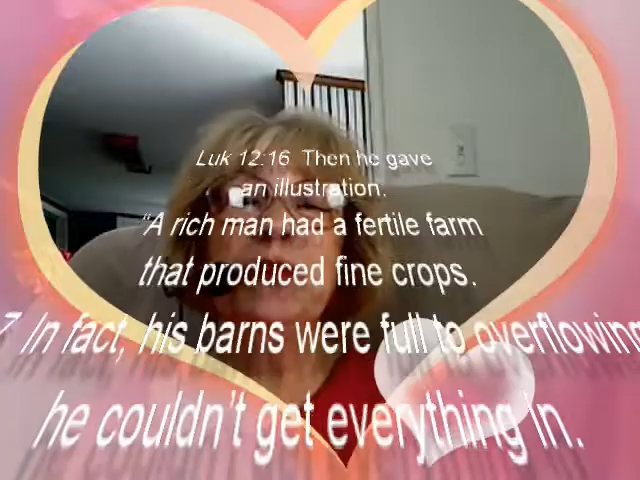 Luk 12:16 Then he gave
an illustration.
"A rich man had a fertile farm
that produced fine crops.
7 In fact, his barns were full to overflowing
he couldn't get everything in.